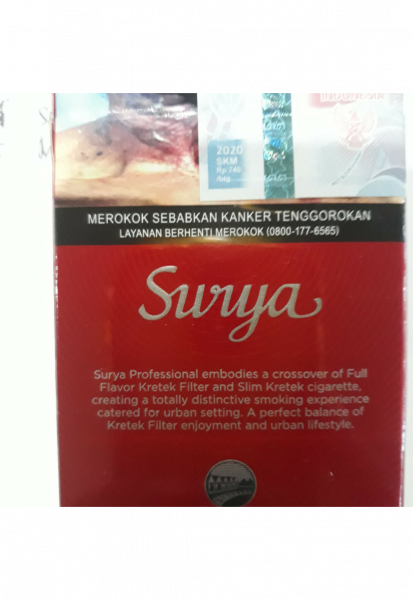 2020
SKM
Rp 740
MEROKOK SEBABKAN KANKER TENGGOROKAN
LAYANAN BERHENTI MEROKOK (0800-177-6565)
Surya
Surya Professional embodies a crossover of Full
Flavor Kretek Filter and Slim Kretek cigarette,
creating a totally distinctive smoking experience
catered for urban setting. A perfect balance of
Kretek Filter enjoyment and urban lifestyle.